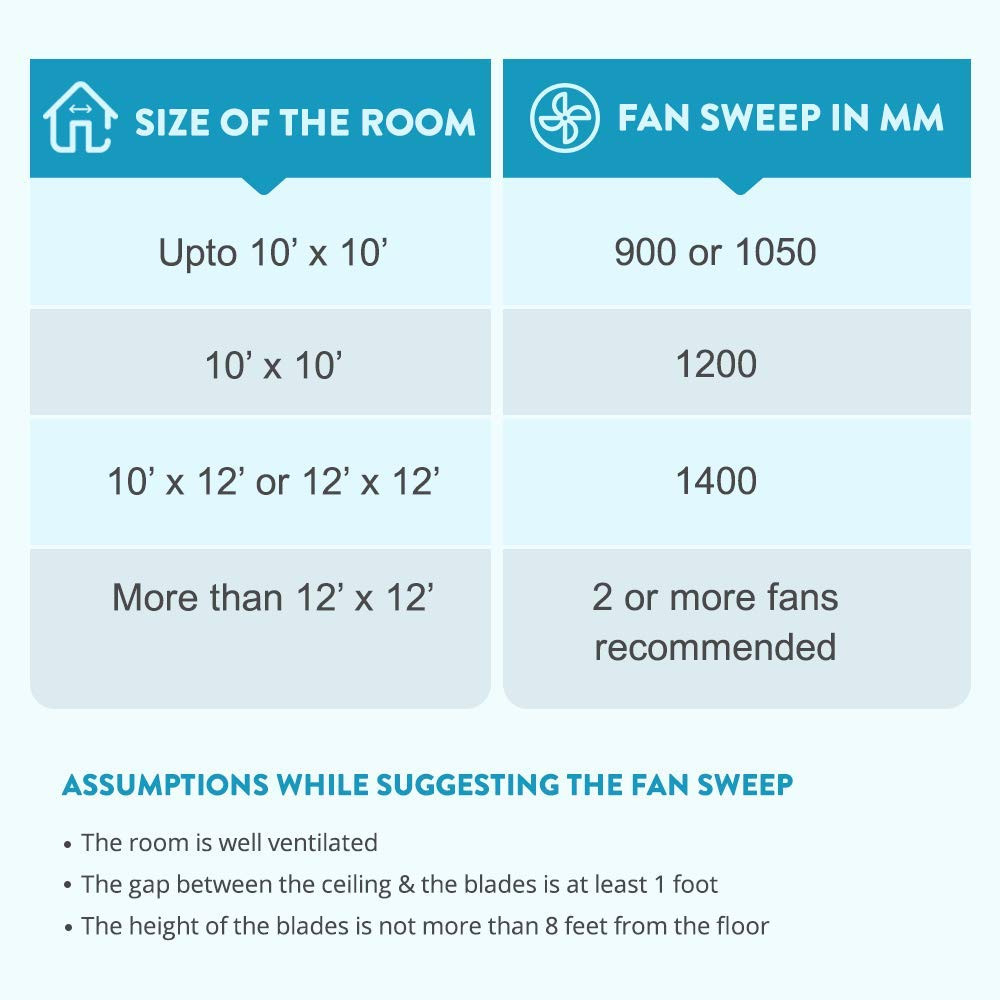 SIZE OF THE ROOM
FAN SWEEP IN MM
Upto 10’ x 10’
900 or 1050
10’ x 10’
1200
10’ x 12’ or 12’ x 12’
1400
More than 12’ x 12’
2 or more fans
recommended
ASSUMPTIONS WHILE SUGGESTING THE FAN SWEEP
• The room is well ventilated
• The gap between the ceiling & the blades is at least 1 foot
• The height of the blades is not more than 8 feet from the floor